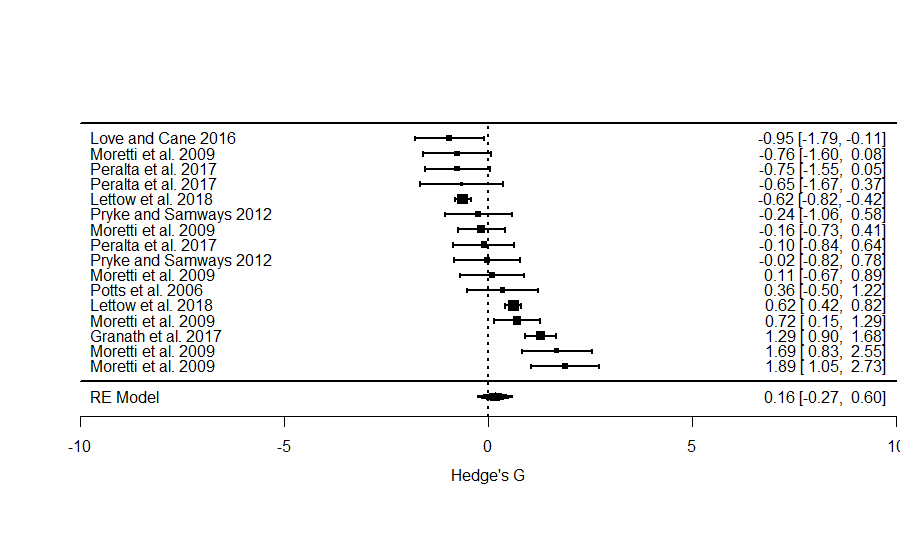 Love and Cane 2016 -0.95 [-1.79, -0.11]
Moretti et al. 2009 -0.76 [-1.60, 0.08]
Peralta et al. 2017 -0.75 [-1.55, 0.05]
Peralta et al. 2017 -0.65 [-1.67, 0.37]
Lettow et al. 2018 -0.62 [-0.82, -0.42]
Pryke and Samways 2012 -0.24 [-1.06, 0.58]
Moretti et al. 2009 -0.16 [-0.73, 0.41]
Peralta et al. 2017 -0.10 [-0.84, 0.64]
Pryke and Samways 2012 -0.02 [-0.82, 0.78]
Moretti et al. 2009 0.11 [-0.67, 0.89]
Potts et al. 2006 0.36 [-0.50, 1.22]
Lettow et al. 2018 0.62 [ 0.42, 0.82]
Moretti et al. 2009 0.72 [ 0.15, 1.29]
Granath et al. 2017 1.29 [ 0.90, 1.68]
Moretti et al. 2009 1.69 [ 0.83, 2.55]
Moretti et al. 2009 1.89 [ 1.05, 2.73]
RE Model 0.16 [-0.27, 0.60]
-10 -5 0 5 10
Hedge's G